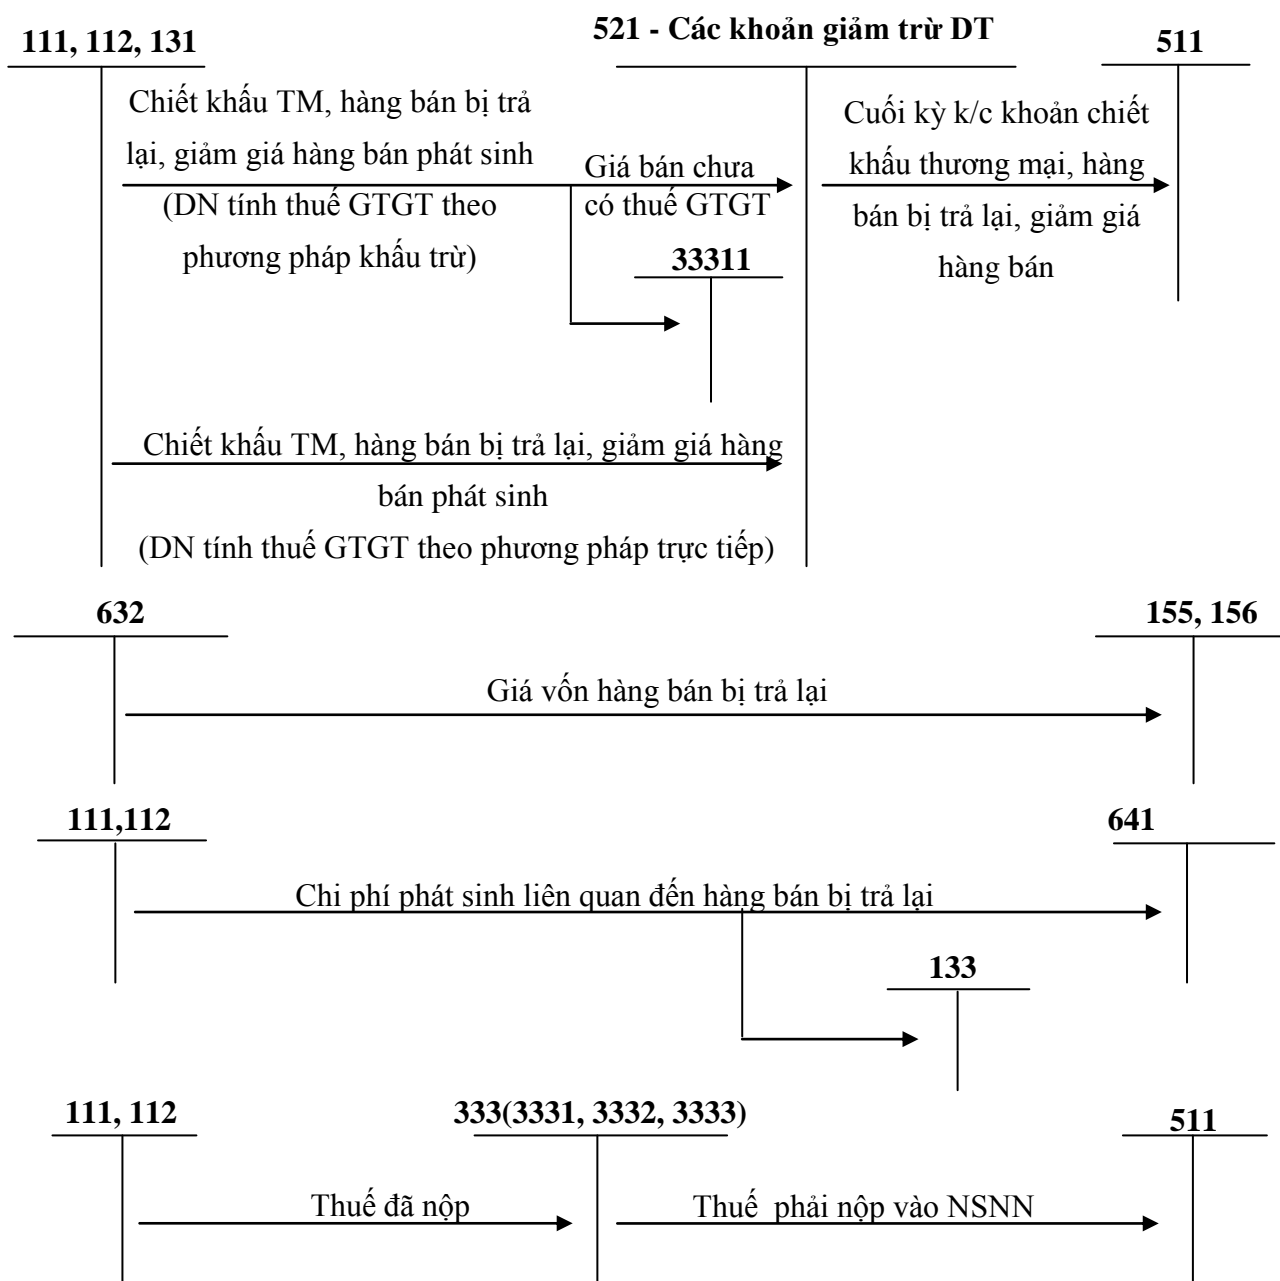 111, 112, 131
521 - Các khoản giảm trừ DT
511
Chiết khấu TM, hàng bán bị trả
lại, giảm giá hàng bán phát sinh
(DN tính thuế GTGT theo
phương pháp khấu trừ)
Giá bán chưa
có thuế GTGT
33311
Cuối kỳ k/c khoản chiết
khấu thương mại, hàng
bán bị trả lại, giảm giá
hàng bán
Chiết khấu TM, hàng bán bị trả lại, giảm giá hàng
bán phát sinh
(DN tính thuế GTGT theo phương pháp trực tiếp)
632
155, 156
Giá vốn hàng bán bị trả lại
111,112
641
Chi phí phát sinh liên quan đến hàng bán bị trả lại
133
111, 112
333(3331, 3332, 3333)
511
Thuế đã nộp
Thuế phải nộp vào NSNN